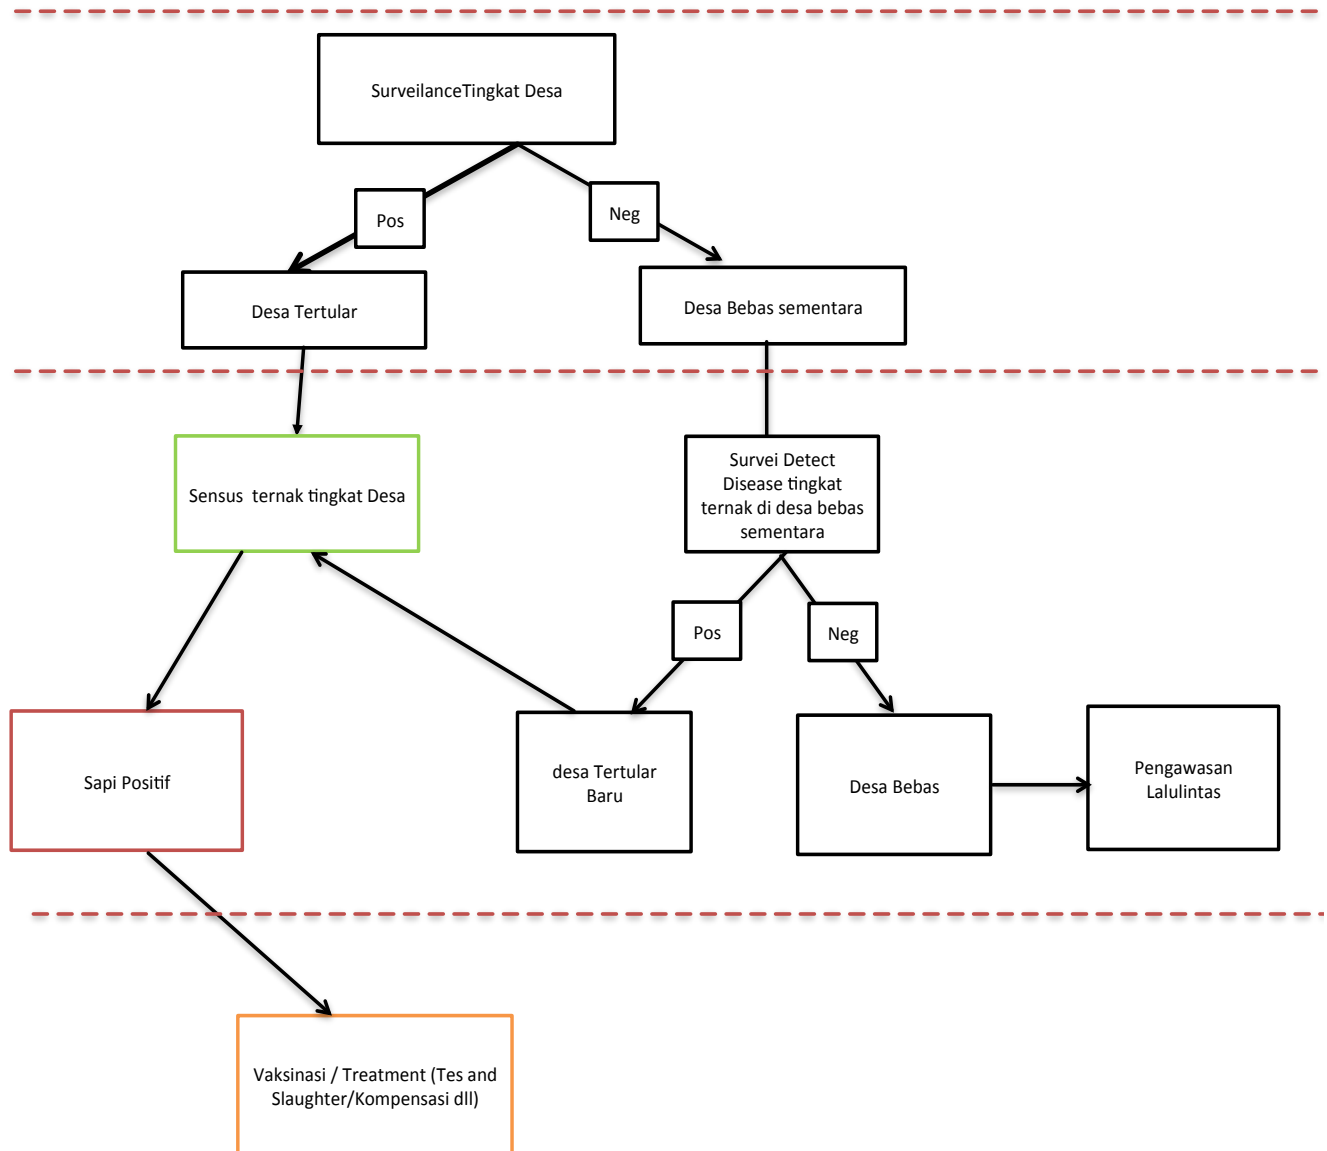 SurveilanceTingkat Desa
Pos
Neg
Desa Tertular
Desa Bebas sementara
Sensus  ternak tingkat Desa
Survei Detect
Disease tingkat
ternak di desa bebas
sementara
Pos
Neg
Sapi Positif
desa Tertular
Baru
Desa Bebas
Pengawasan
Lalulintas
Vaksinasi / Treatment (Tes and
Slaughter/Kompensasi dll)